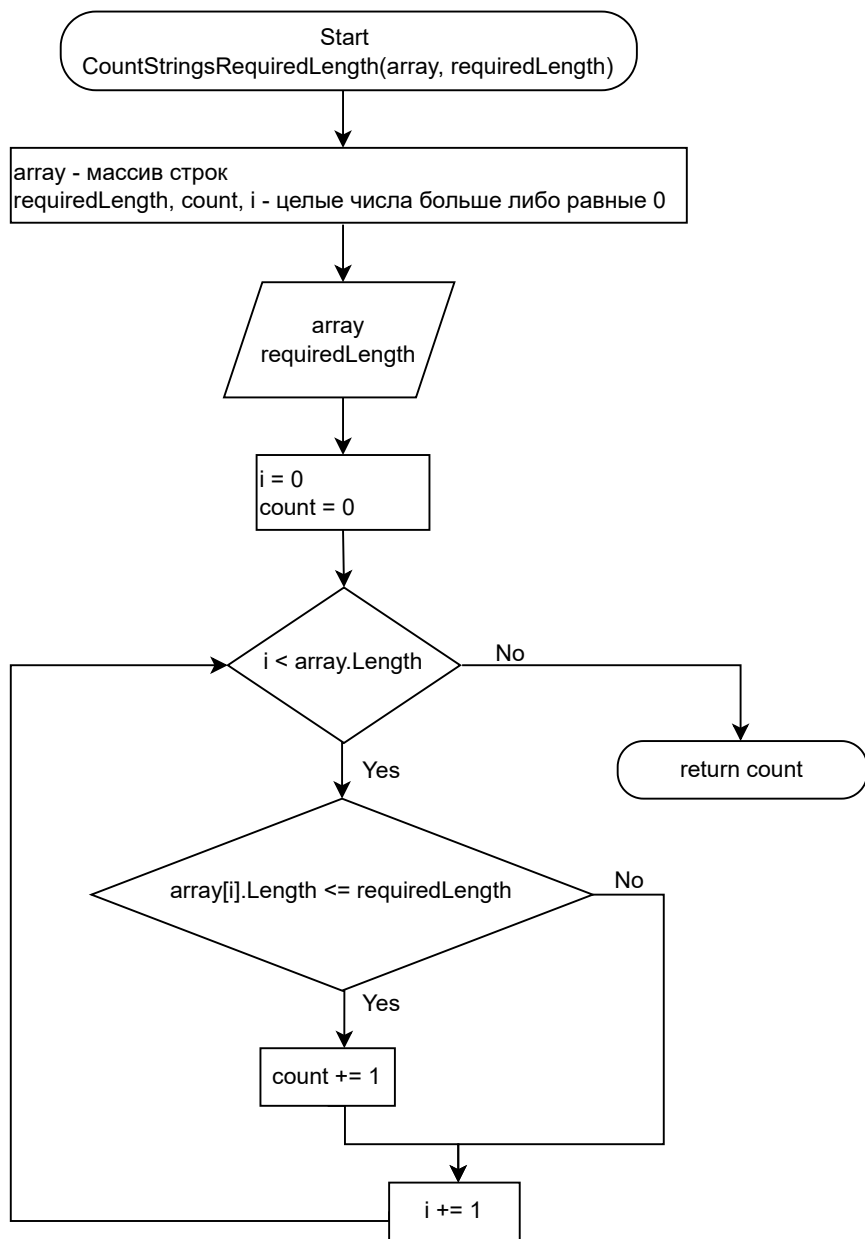 Start
CountStringsRequiredLength(array, requiredLength)
array - массив строк
requiredLength, count, i - целые числа больше либо равные 0
array
requiredLength
i = 0
count = 0
i < array.Length
No
Yes
return count
array[i].Length <= requiredLength
No
Yes
count += 1
i += 1